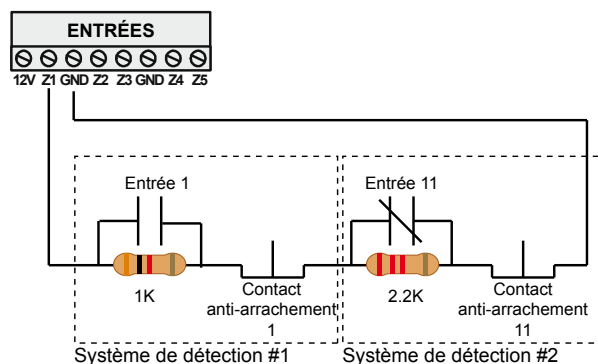 ENTRÉES
12V Z1 GND Z2 Z3 GND Z4 Z5
Entrée 1
Entrée 11
1K
Contact
anti-arrachement
1
2.2K
Contact
anti-arrachement
11
Système de détection #1
Système de détection #2